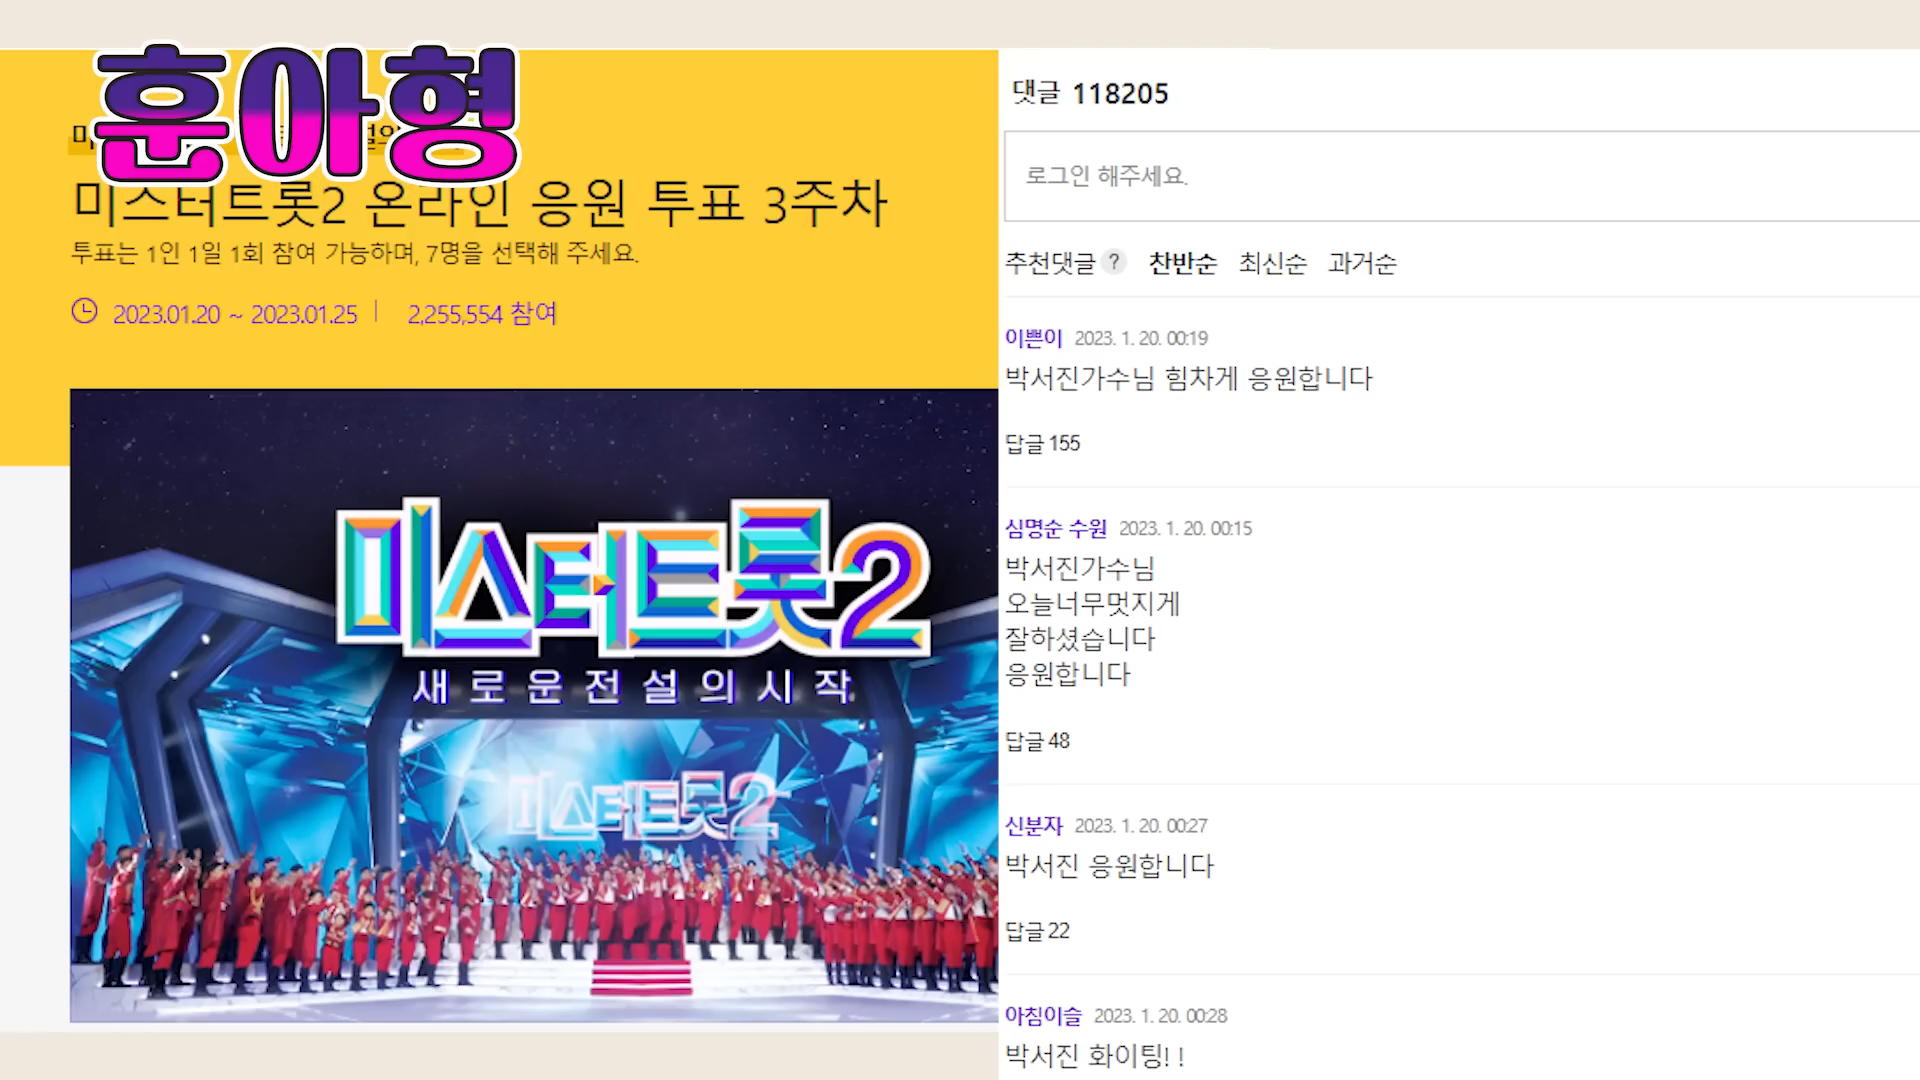 훈아형
미스터트롯2 온라인 응원 투표 3주차
투표는 1인 1일 1회 참여 가능하며, 7명을 선택해 주세요.
2023.01.20 ~ 2023.01.25 | 2,255,554 참여
미스터트롯2
새로운전설의시작
미스터트롯2
댓글 118205
로그인 해주세요.
추천댓글 ? 찬반순 최신순 과거순
이쁜이 2023. 1. 20. 00:19
박서진가수님 힘차게 응원합니다
답글 155
심명순 수원 2023. 1. 20. 00:15
박서진가수님
오늘너무멋지게
잘하셨습니다
응원합니다
답글 48
신분자 2023. 1. 20. 00:27
박서진 응원합니다
답글 22
아침이슬 2023. 1. 20. 00:28
박서진 화이팅! !